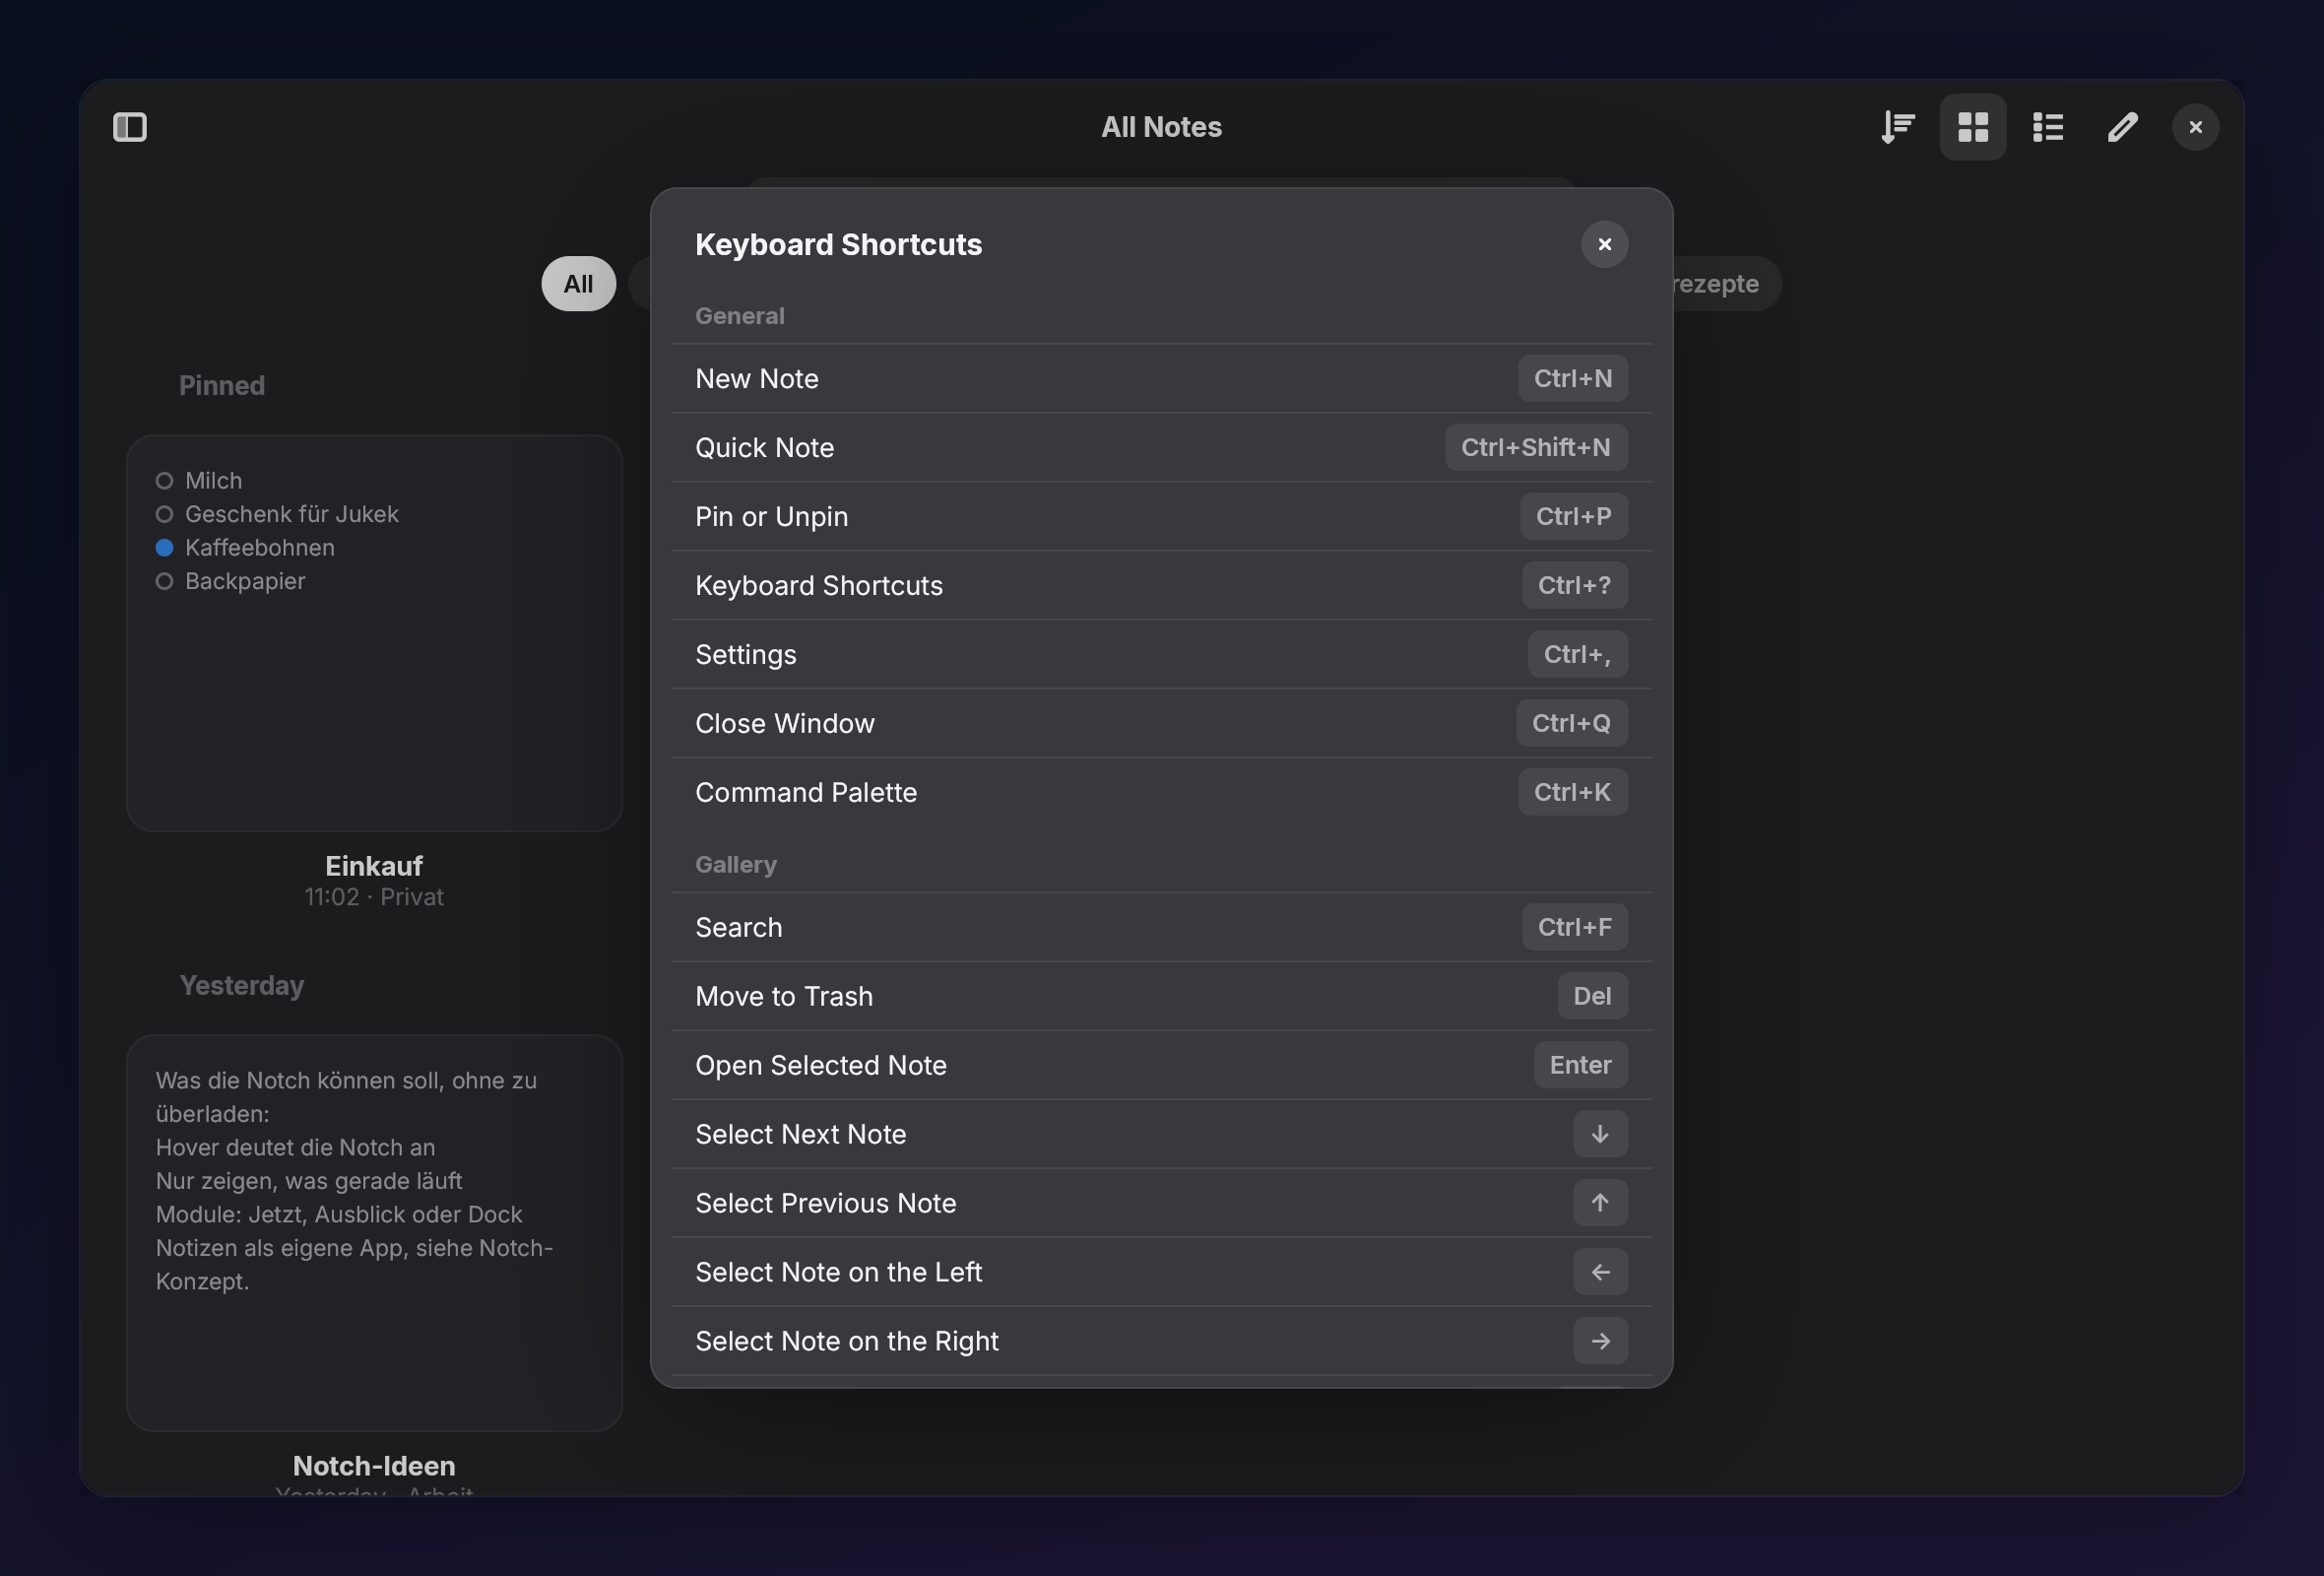 All Notes
Keyboard Shortcuts
All
rezepte
General
New Note Ctrl+N
Quick Note Ctrl+Shift+N
Pin or Unpin Ctrl+P
Keyboard Shortcuts Ctrl+?
Settings Ctrl+,
Close Window Ctrl+Q
Command Palette Ctrl+K
Gallery
Search Ctrl+F
Move to Trash Del
Open Selected Note Enter
Select Next Note ↓
Select Previous Note ↑
Select Note on the Left ←
Select Note on the Right →
Pinned
Milch
Geschenk für Jukek
Kaffeebohnen
Backpapier
Einkauf
11:02 · Privat
Yesterday
Was die Notch können soll, ohne zu
überladen:
Hover deutet die Notch an
Nur zeigen, was gerade läuft
Module: Jetzt, Ausblick oder Dock
Notizen als eigene App, siehe Notch-
Konzept.
Notch-Ideen
Yesterday · Arbeit